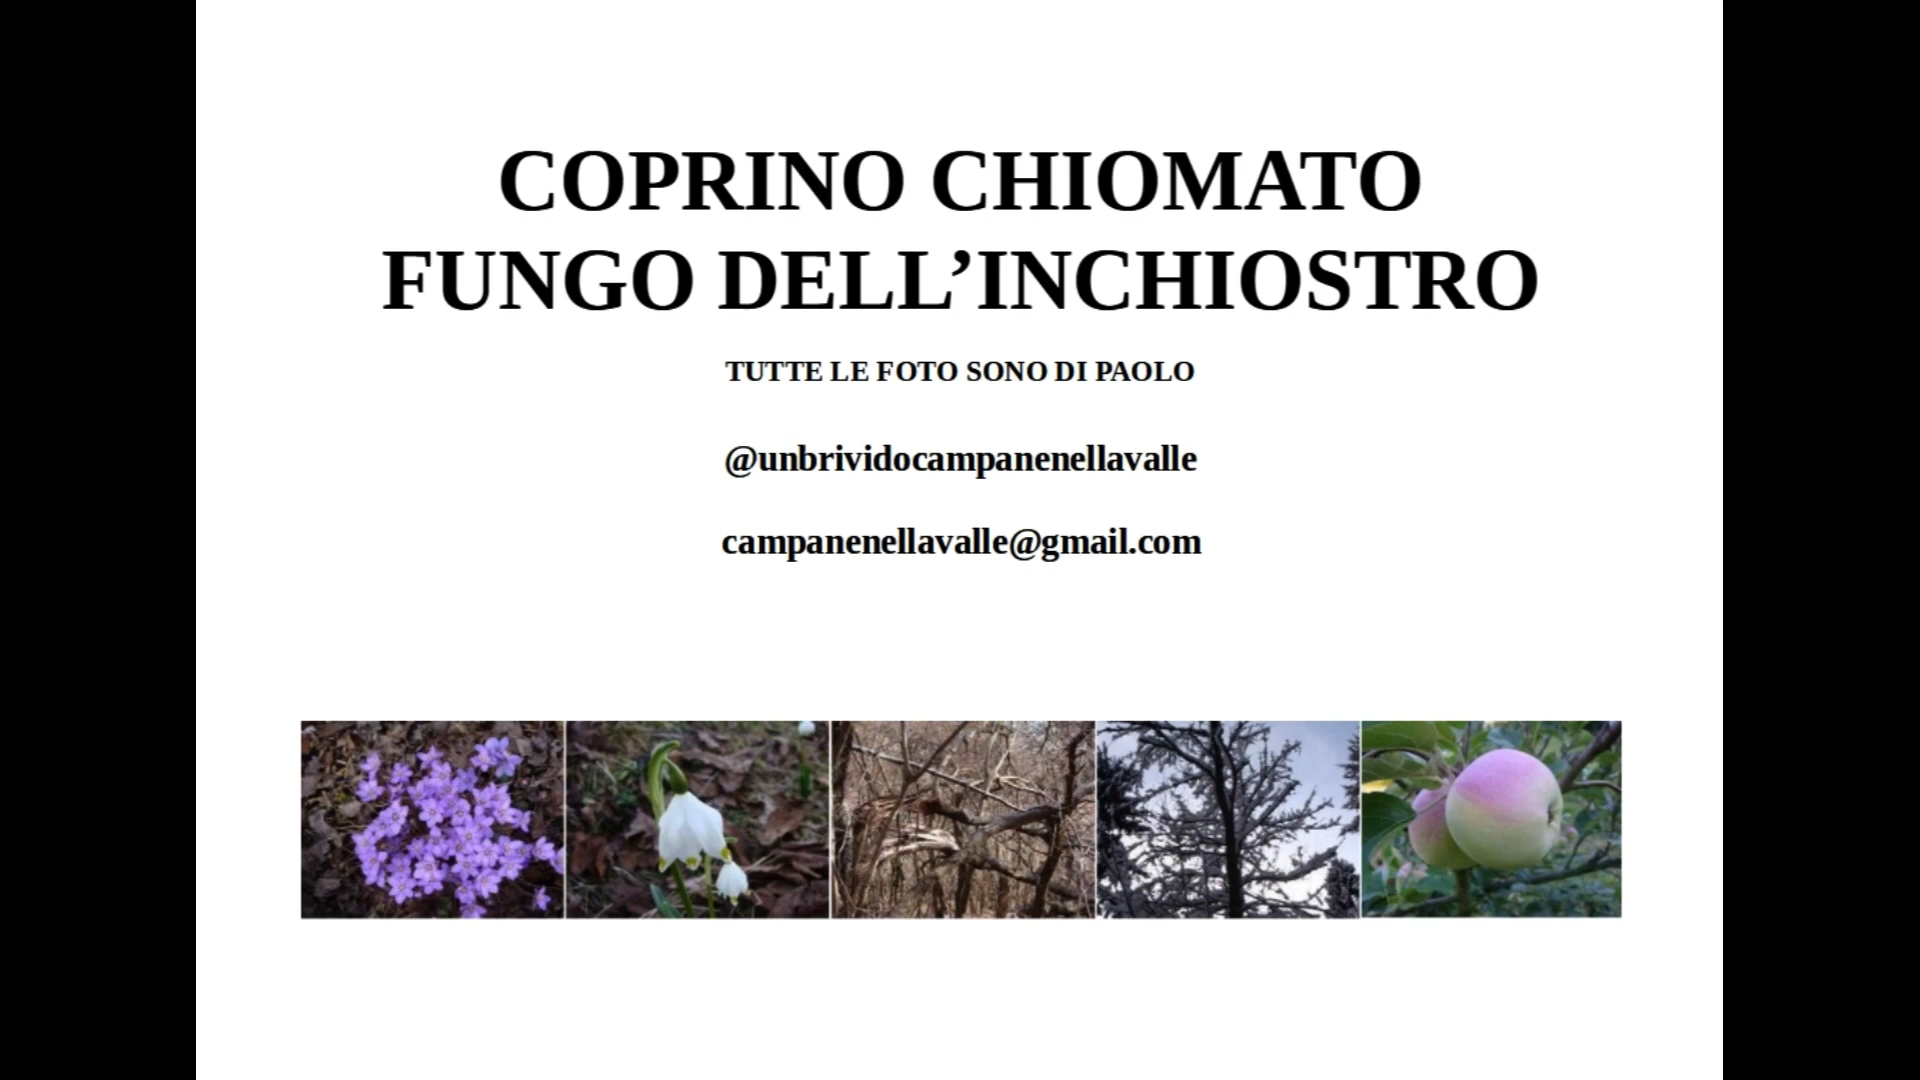 COPRINO CHIOMATO
FUNGO DELL’INCHIOSTRO
TUTTE LE FOTO SONO DI PAOLO
@unbrividocampanenellavalle
campanenellavalle@gmail.com